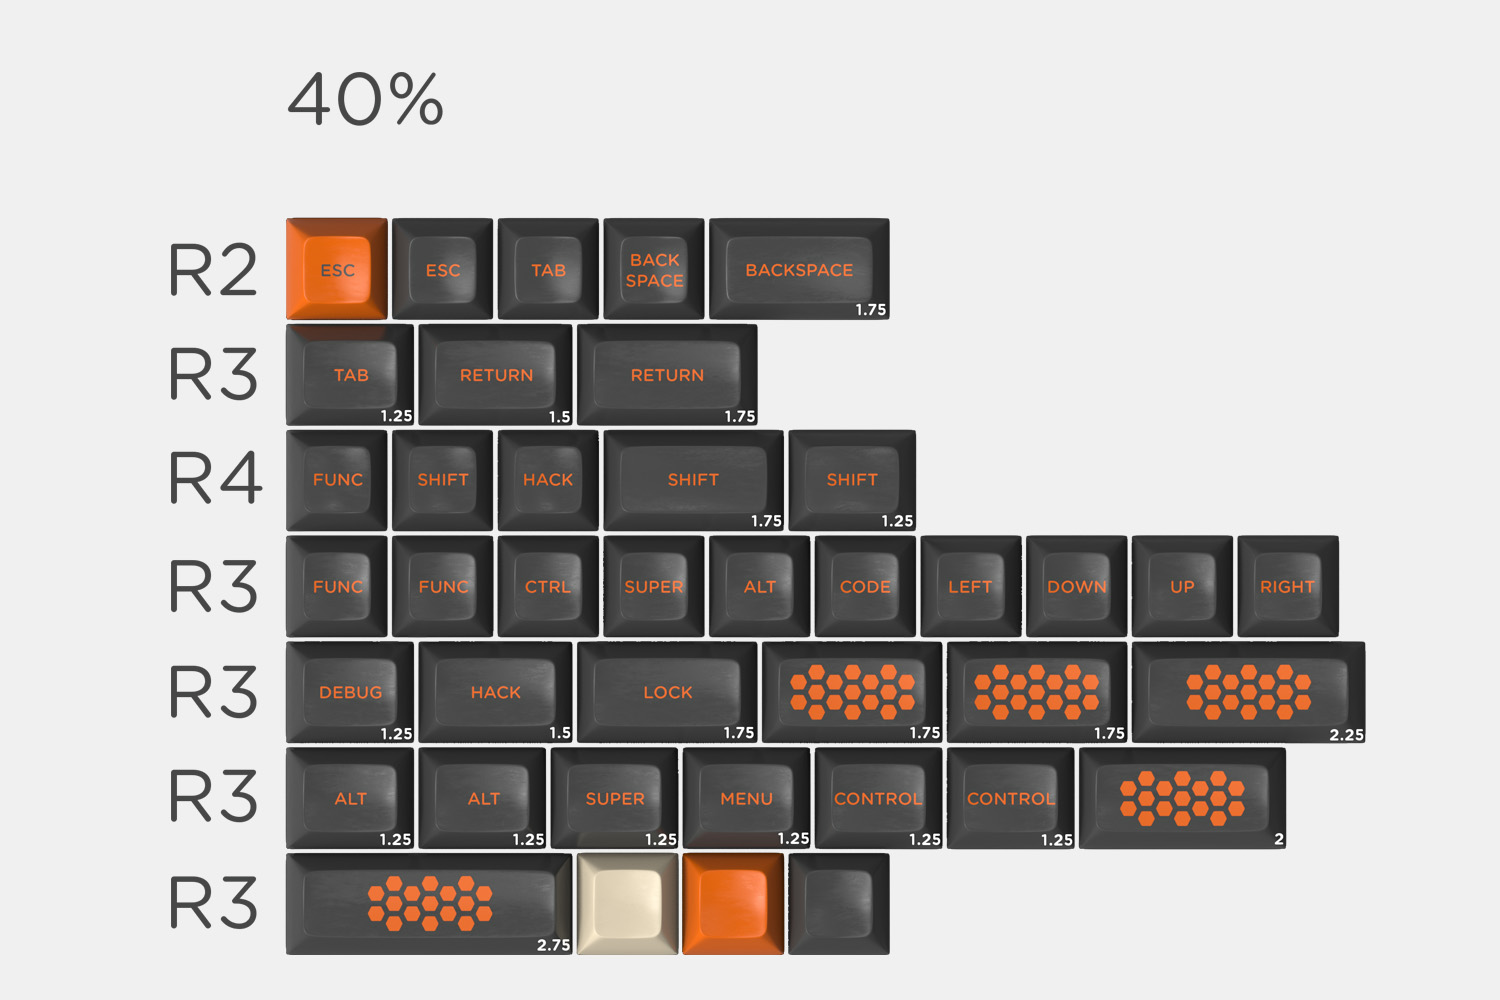 40%
R2 ESC ESC TAB BACK SPACE BACKSPACE 1.75
R3 TAB 1.25 RETURN 1.5 RETURN 1.75
R4 FUNC SHIFT HACK SHIFT 1.75 SHIFT 1.25
R3 FUNC FUNC CTRL SUPER ALT CODE LEFT DOWN UP RIGHT
R3 DEBUG 1.25 HACK 1.5 LOCK 1.75 1.75 1.75 2.25
R3 ALT 1.25 ALT 1.25 SUPER 1.25 MENU 1.25 CONTROL 1.25 CONTROL 1.25 2
R3 2.75